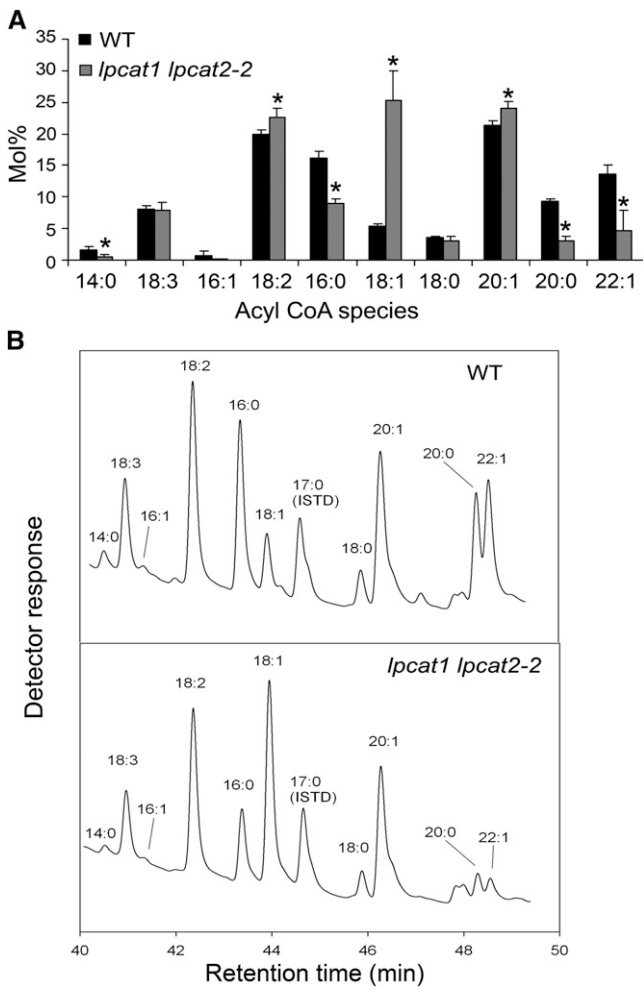 A
WT
lpcat1 lpcat2-2
Mol%
35
30
25
20
15
10
5
0
* * * * * * *
14:0 18:3 16:1 18:2 16:0 18:1 18:0 20:1 20:0 22:1
Acyl CoA species
B
Detector response
WT
18:2
16:0
20:1
20:0
22:1
18:3
17:0
(ISTD)
14:0
16:1
18:1
18:0
lpcat1 lpcat2-2
18:1
18:2
20:1
18:3
16:0
17:0
(ISTD)
16:1
14:0
18:0
20:0
22:1
40 42 44 46 48 50
Retention time (min)